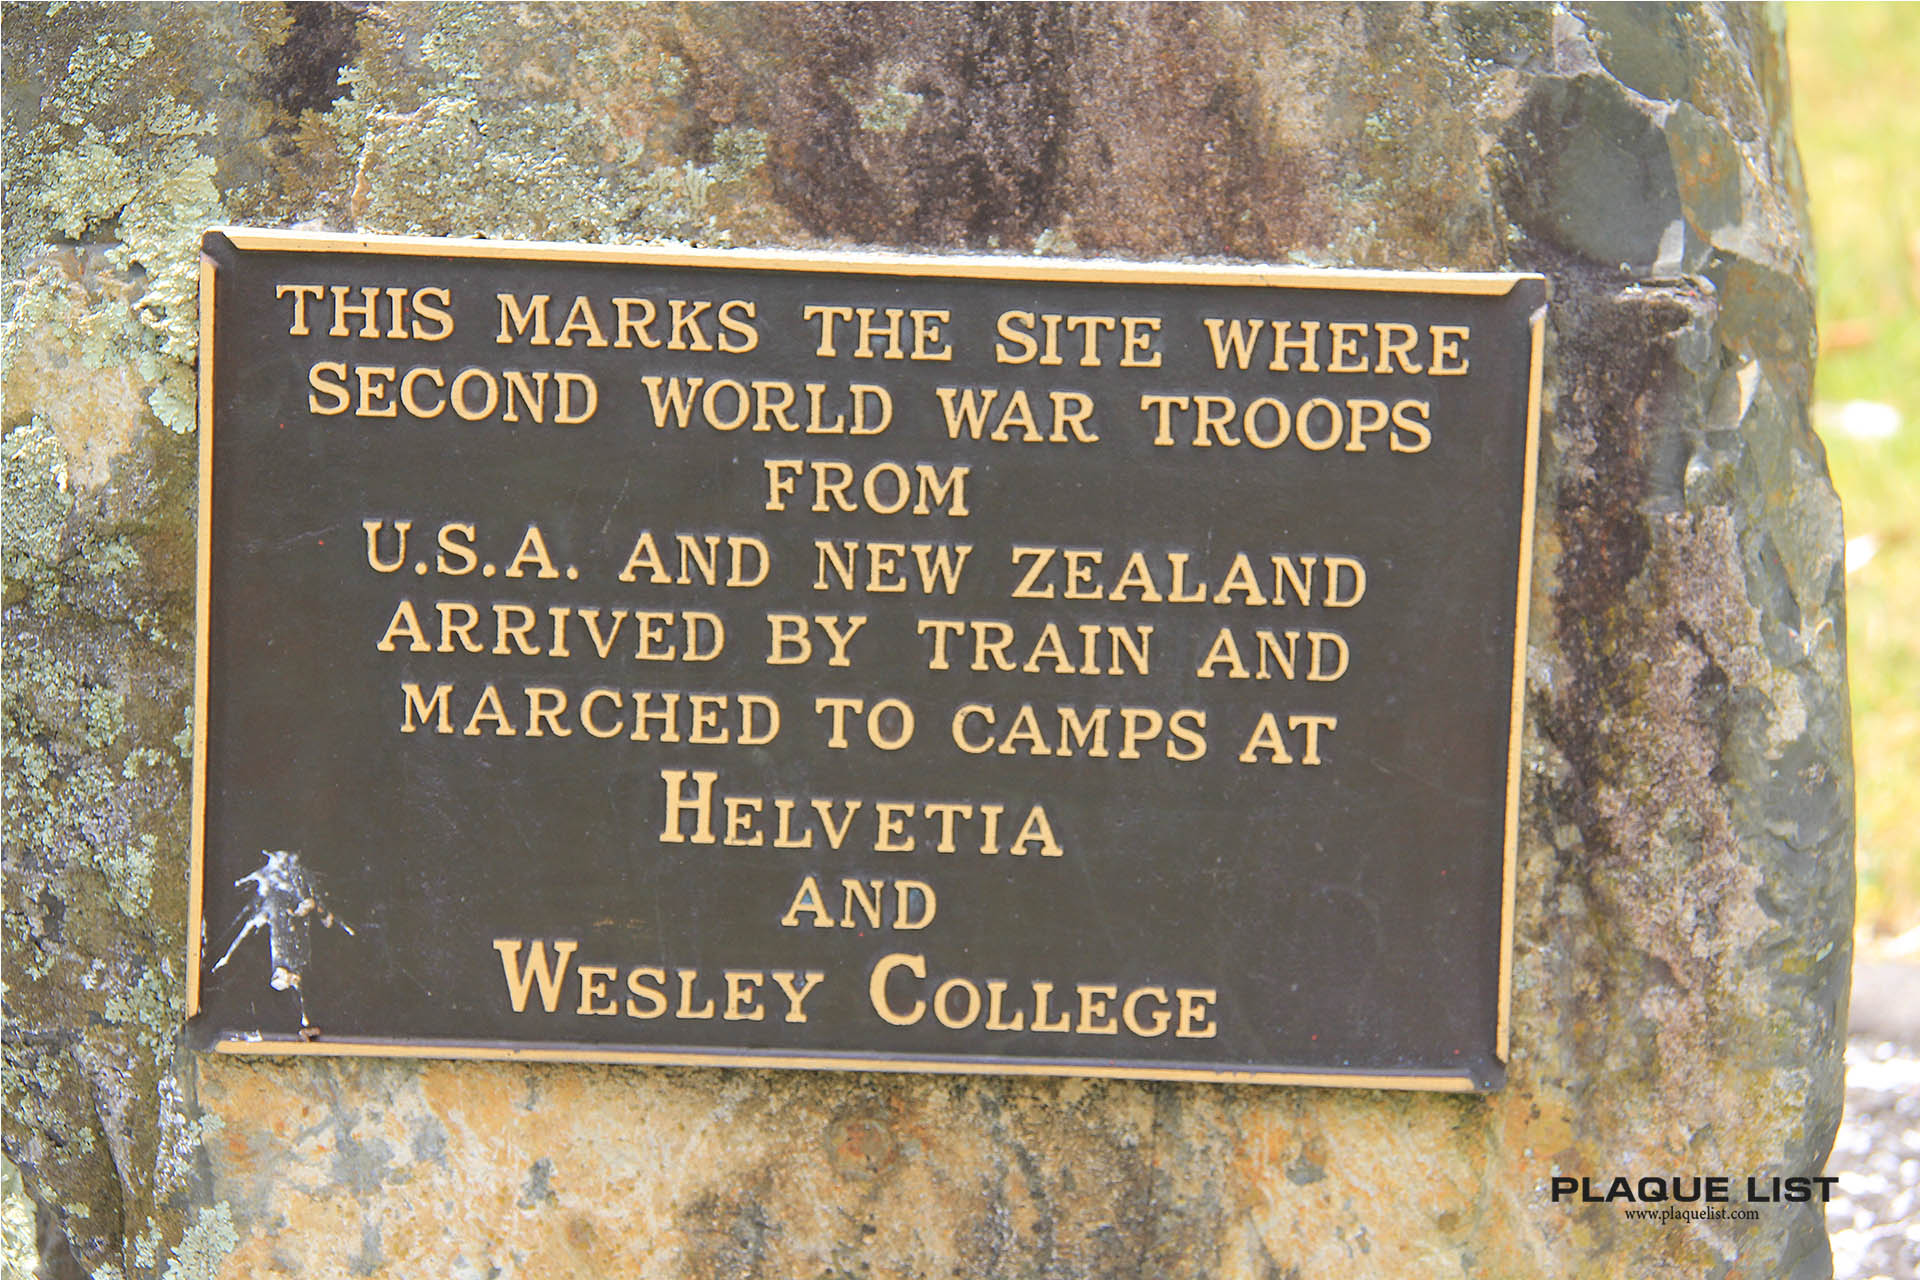 THIS MARKS THE SITE WHERE
SECOND WORLD WAR TROOPS
FROM
U.S.A. AND NEW ZEALAND
ARRIVED BY TRAIN AND
MARCHED TO CAMPS AT
HELVETIA
AND
WESLEY COLLEGE
PLAQUE LIST
www.plaquelist.com